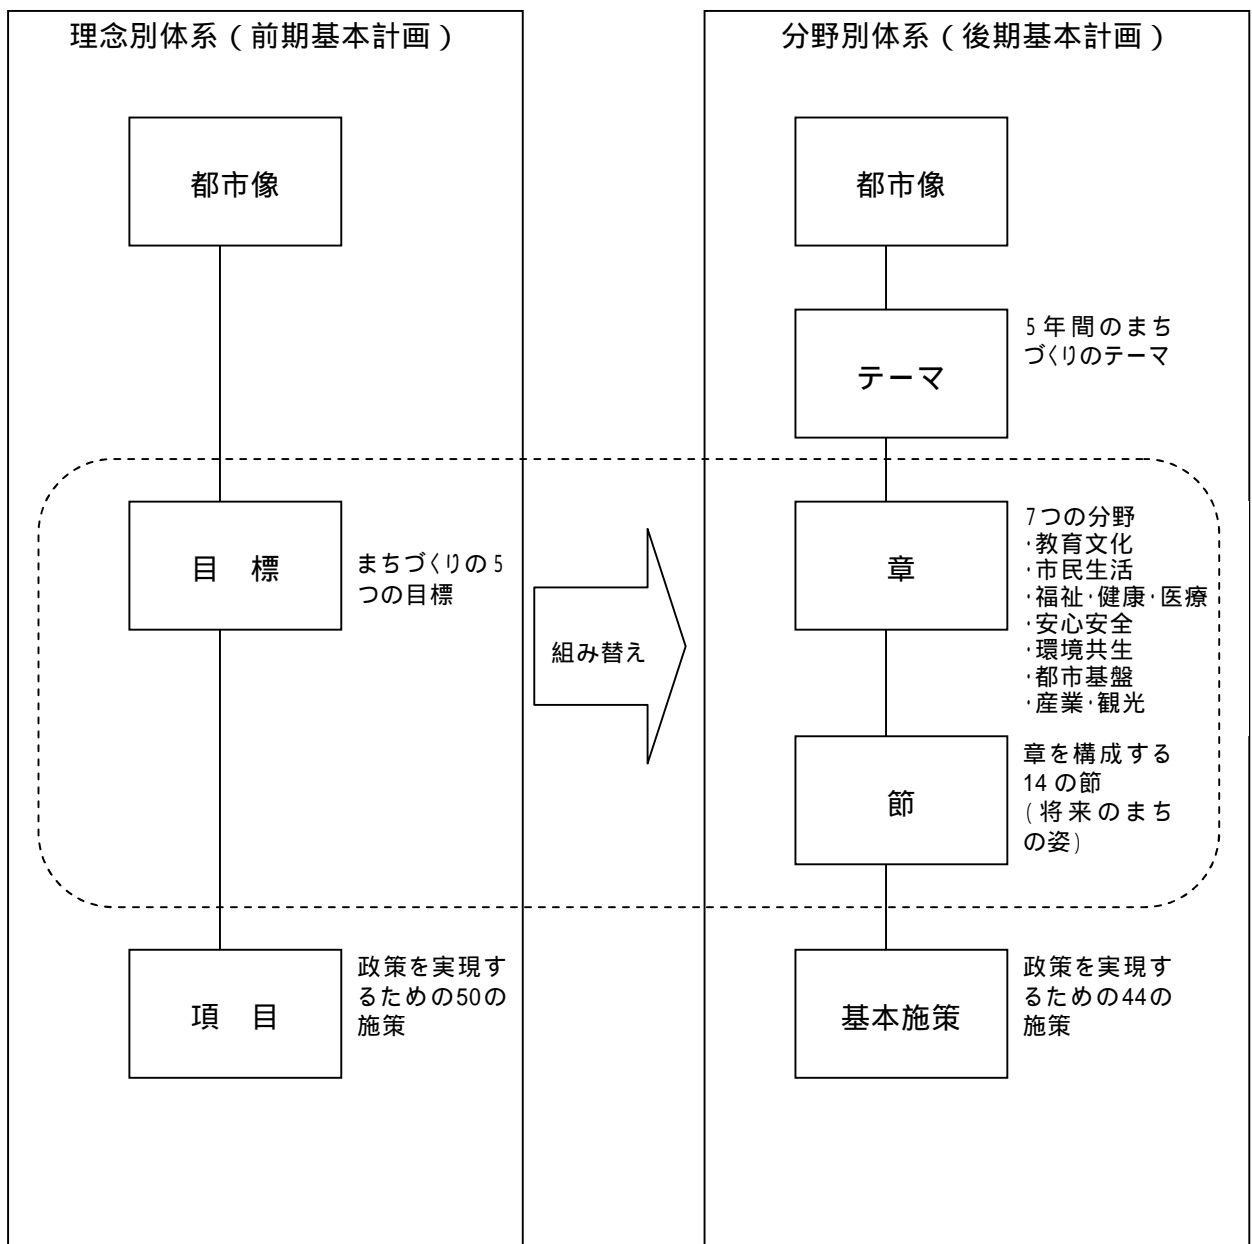 理念別体系(前期基本計画)
都市像
目　標
まちづくりの5
つの目標
項　目
政策を実現す
るための50の
施策
組み替え
分野別体系(後期基本計画)
都市像
テーマ
5年間のまち
づくりのテーマ
章
7つの分野
・教育文化
・市民生活
・福祉・健康・医療
・安心安全
・環境共生
・都市基盤
・産業・観光
節
章を構成する
14の節
(将来のまち
の姿)
基本施策
政策を実現す
るための44の
施策